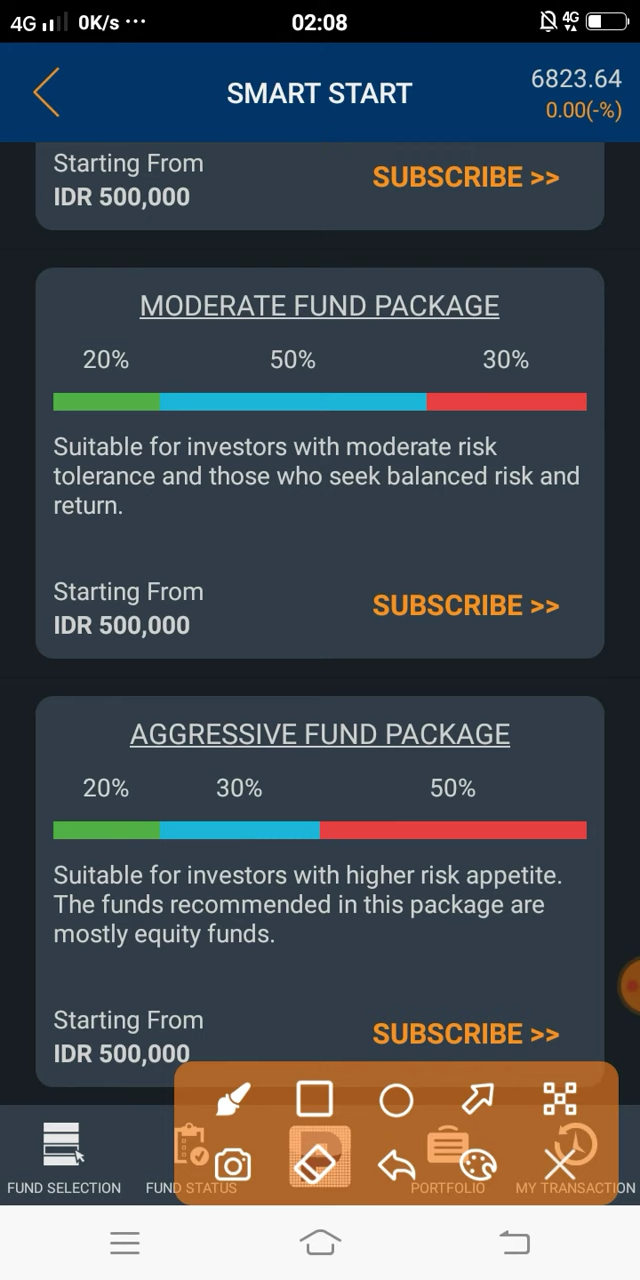 4G 0K/s ... 02:08 4G
SMART START
6823.64
0.00(-%)
Starting From
IDR 500,000
SUBSCRIBE >>
MODERATE FUND PACKAGE
20% 50% 30%
Suitable for investors with moderate risk
tolerance and those who seek balanced risk and
return.
Starting From
IDR 500,000
SUBSCRIBE >>
AGGRESSIVE FUND PACKAGE
20% 30% 50%
Suitable for investors with higher risk appetite.
The funds recommended in this package are
mostly equity funds.
Starting From
IDR 500,000
SUBSCRIBE >>
FUND SELECTION FUND STATUS PORTFOLIO MY TRANSACTION